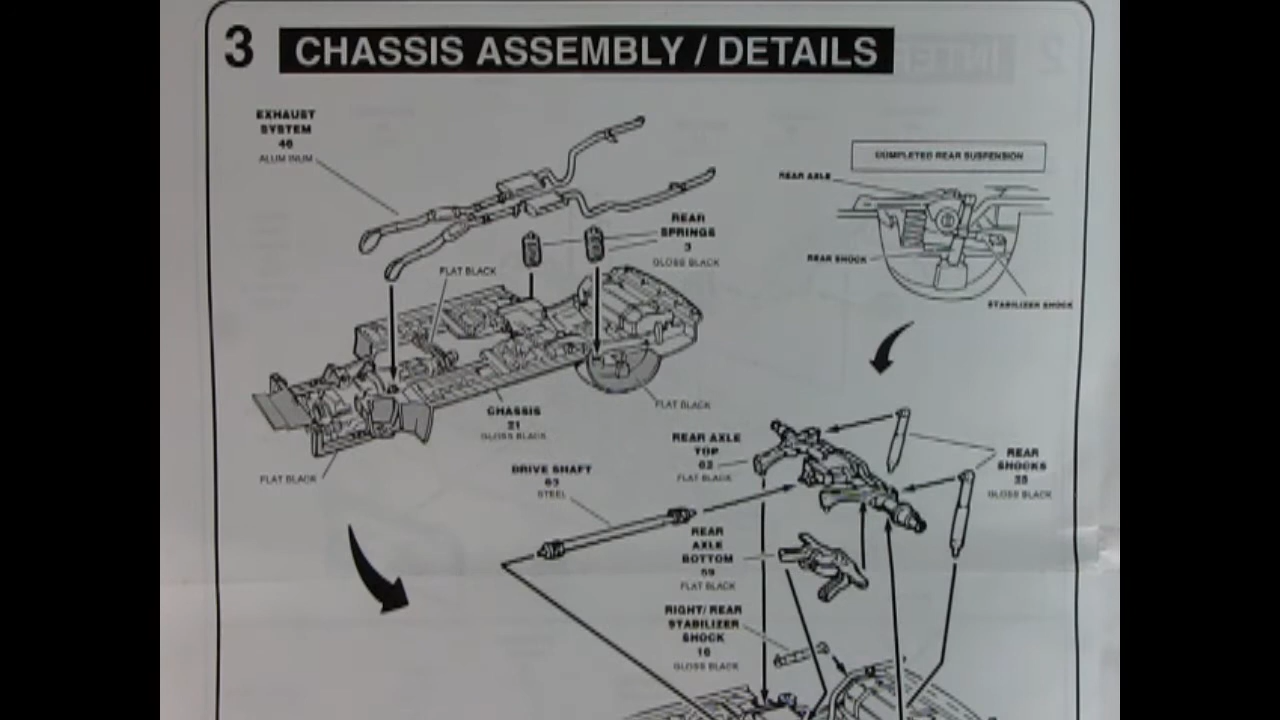 3 CHASSIS ASSEMBLY / DETAILS
EXHAUST
SYSTEM
46
ALUMINUM
COMPLETED REAR SUSPENSION
REAR AXLE
REAR SHOCK
STABILIZER SHOCK
REAR
SPRINGS
3
GLOSS BLACK
FLAT BLACK
FLAT BLACK
CHASSIS
21
GLOSS BLACK
FLAT BLACK
REAR AXLE
TOP
62
FLAT BLACK
REAR
SHOCKS
25
GLOSS BLACK
DRIVE SHAFT
63
STEEL
REAR
AXLE
BOTTOM
59
FLAT BLACK
RIGHT/REAR
STABILIZER
SHOCK
16
GLOSS BLACK